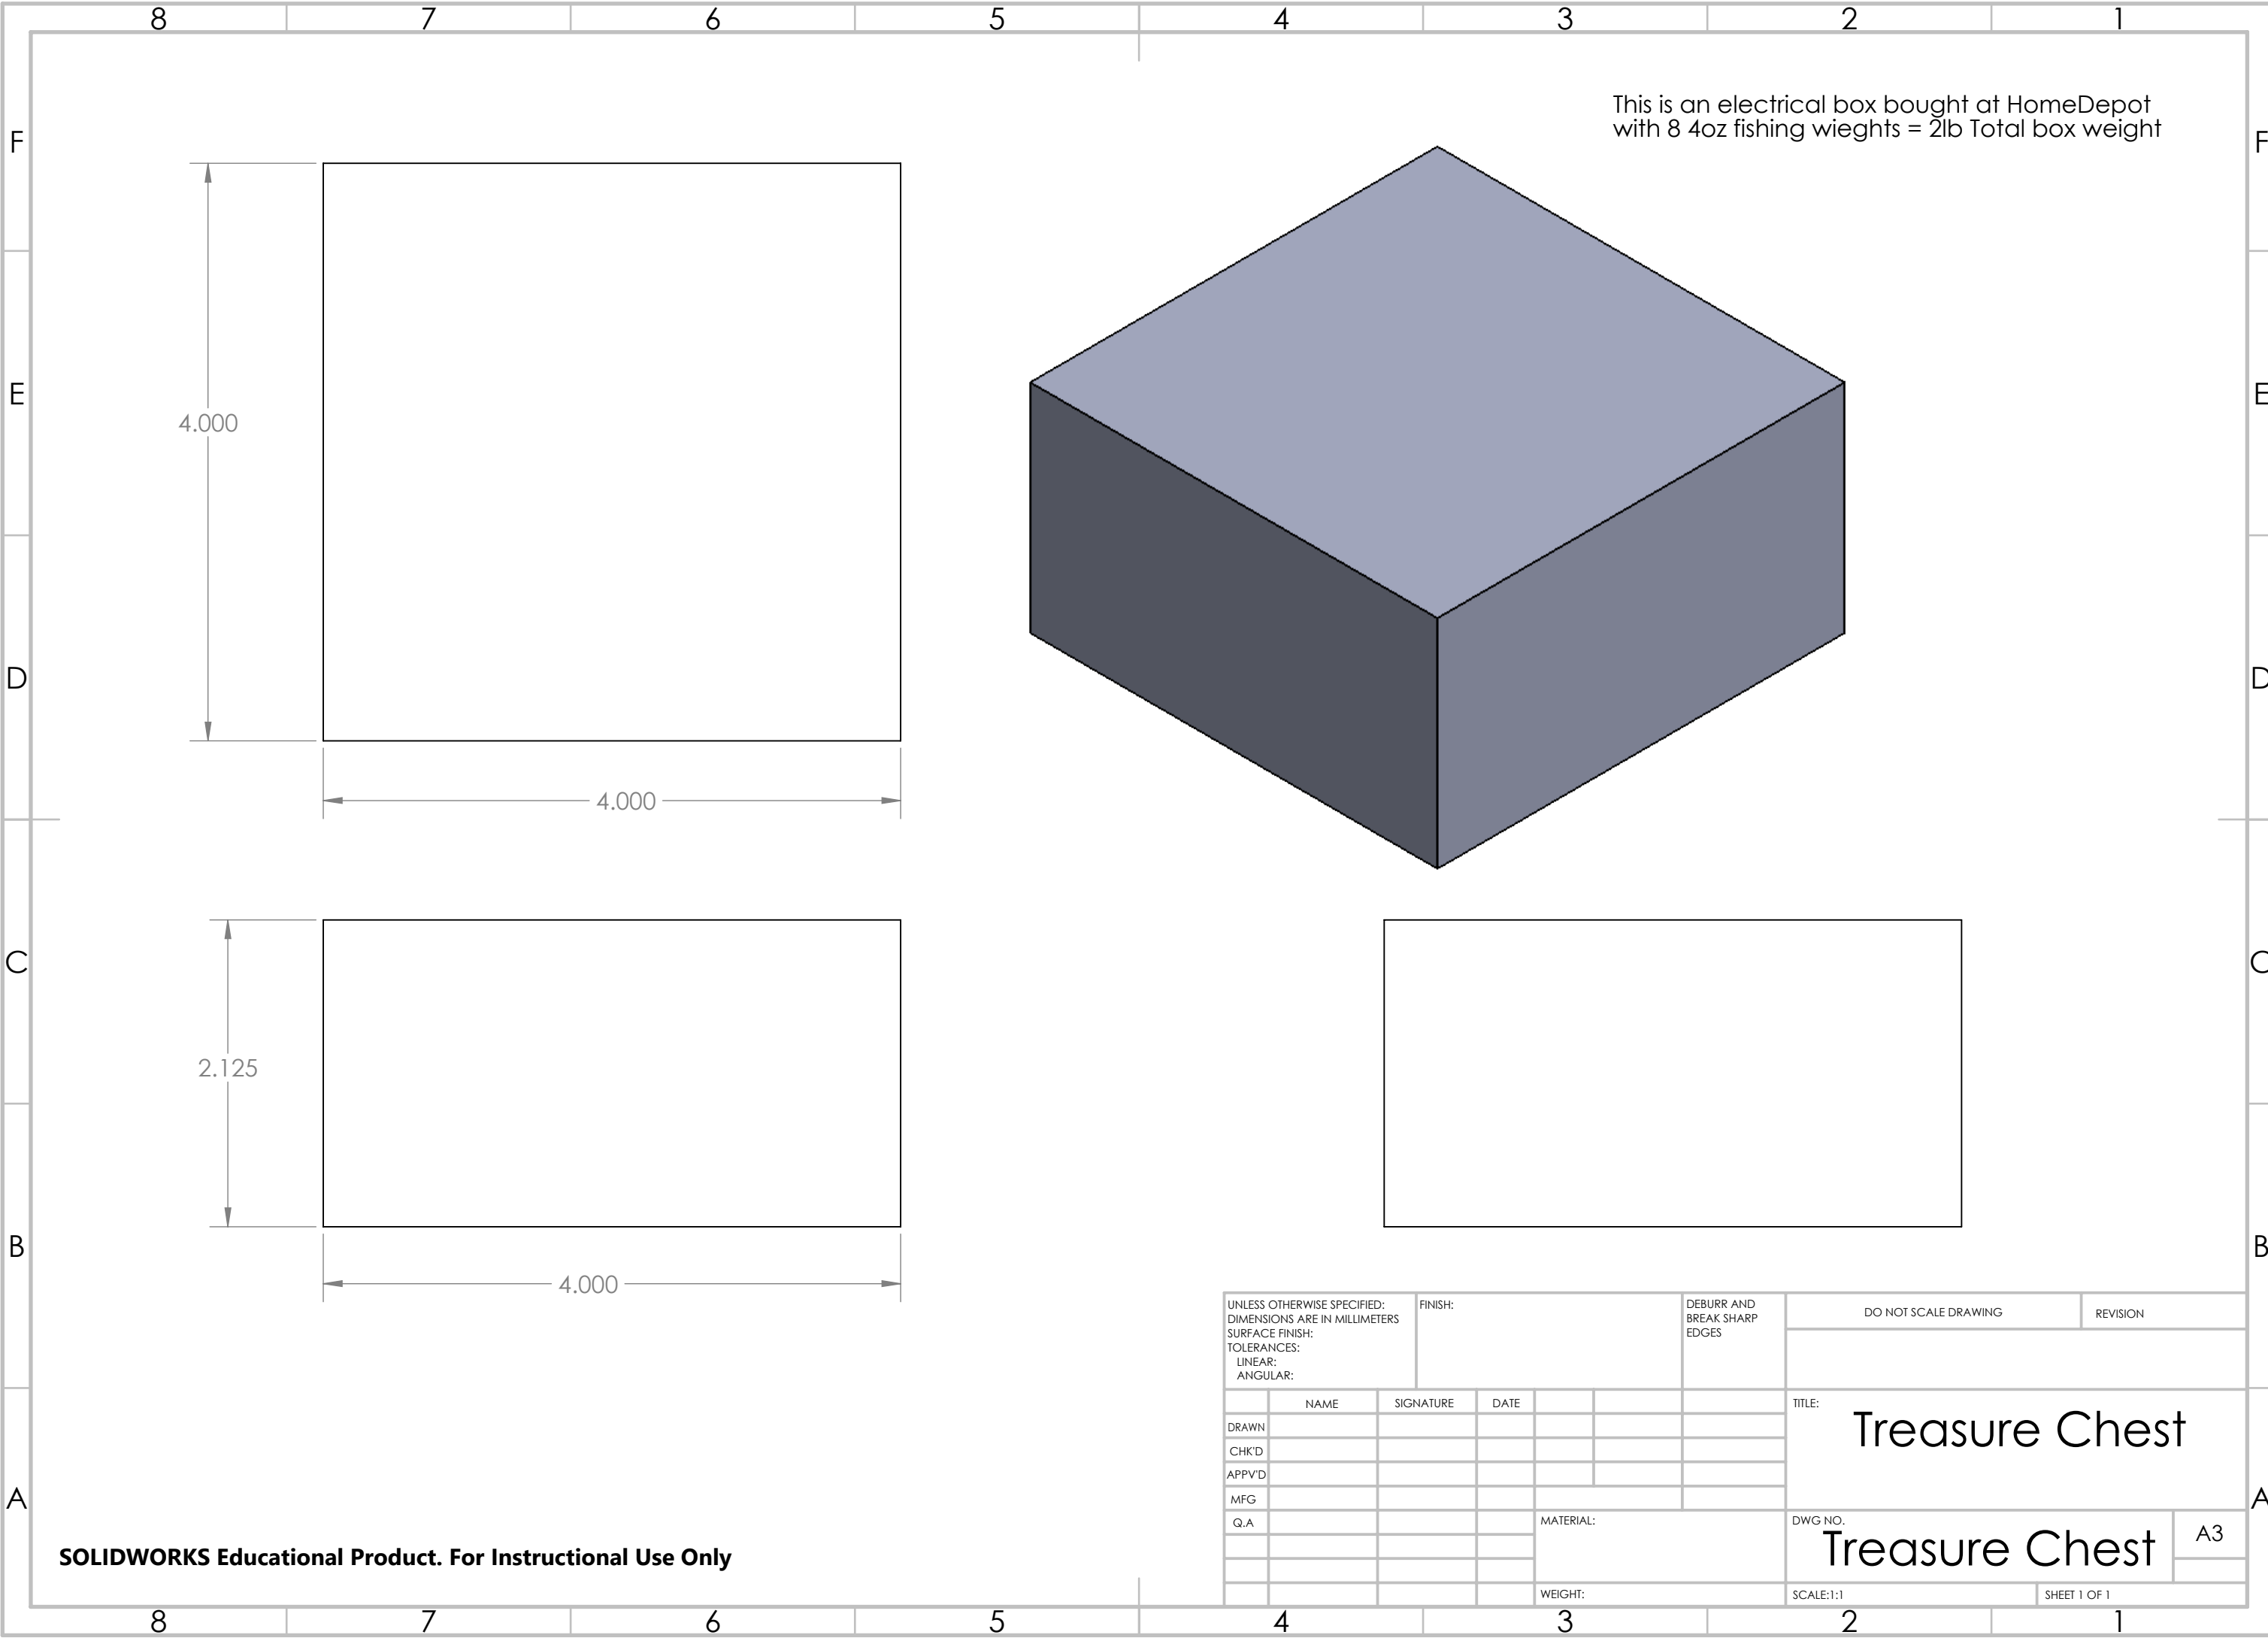 8 7 6 5 4 3 2 1
This is an electrical box bought at HomeDepot
with 8 4oz fishing wieghts = 2lb Total box weight
F F
E E
4.000
D D
4.000
C C
2.125
B B
4.000
UNLESS OTHERWISE SPECIFIED:
DIMENSIONS ARE IN MILLIMETERS
SURFACE FINISH:
TOLERANCES:
LINEAR:
ANGULAR:
FINISH:
DEBURR AND
BREAK SHARP
EDGES
DO NOT SCALE DRAWING
REVISION
NAME SIGNATURE DATE
DRAWN
CHK'D
APPV'D
MFG
Q.A
TITLE:
Treasure Chest
A A
MATERIAL:
DWG NO.
Treasure Chest
A3
WEIGHT:
SCALE:1:1
SHEET 1 OF 1
SOLIDWORKS Educational Product. For Instructional Use Only
8 7 6 5 4 3 2 1